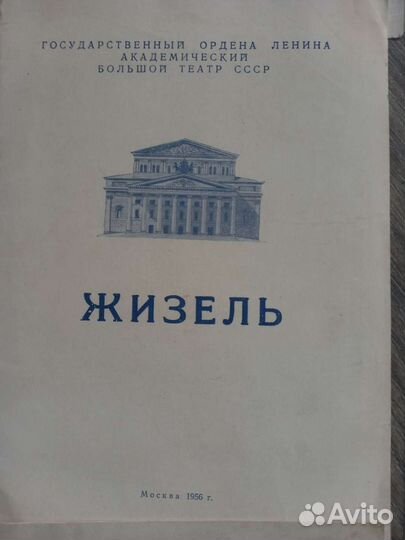 ГОСУДАРСТВЕННЫЙ ОРДЕНА ЛЕНИНА
АКАДЕМИЧЕСКИЙ
БОЛЬШОЙ ТЕАТР СССР
ЖИЗЕЛЬ
Москва 1956 г.
Avito